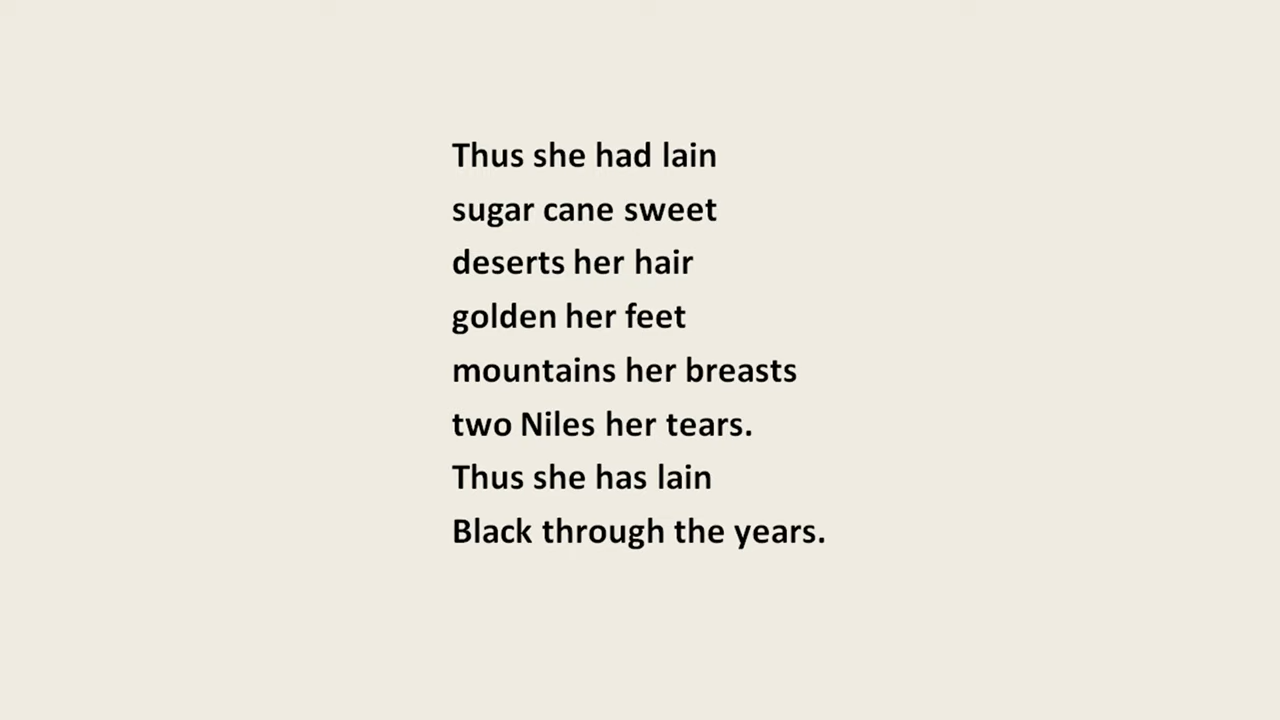 Thus she had lain
sugar cane sweet
deserts her hair
golden her feet
mountains her breasts
two Niles her tears.
Thus she has lain
Black through the years.